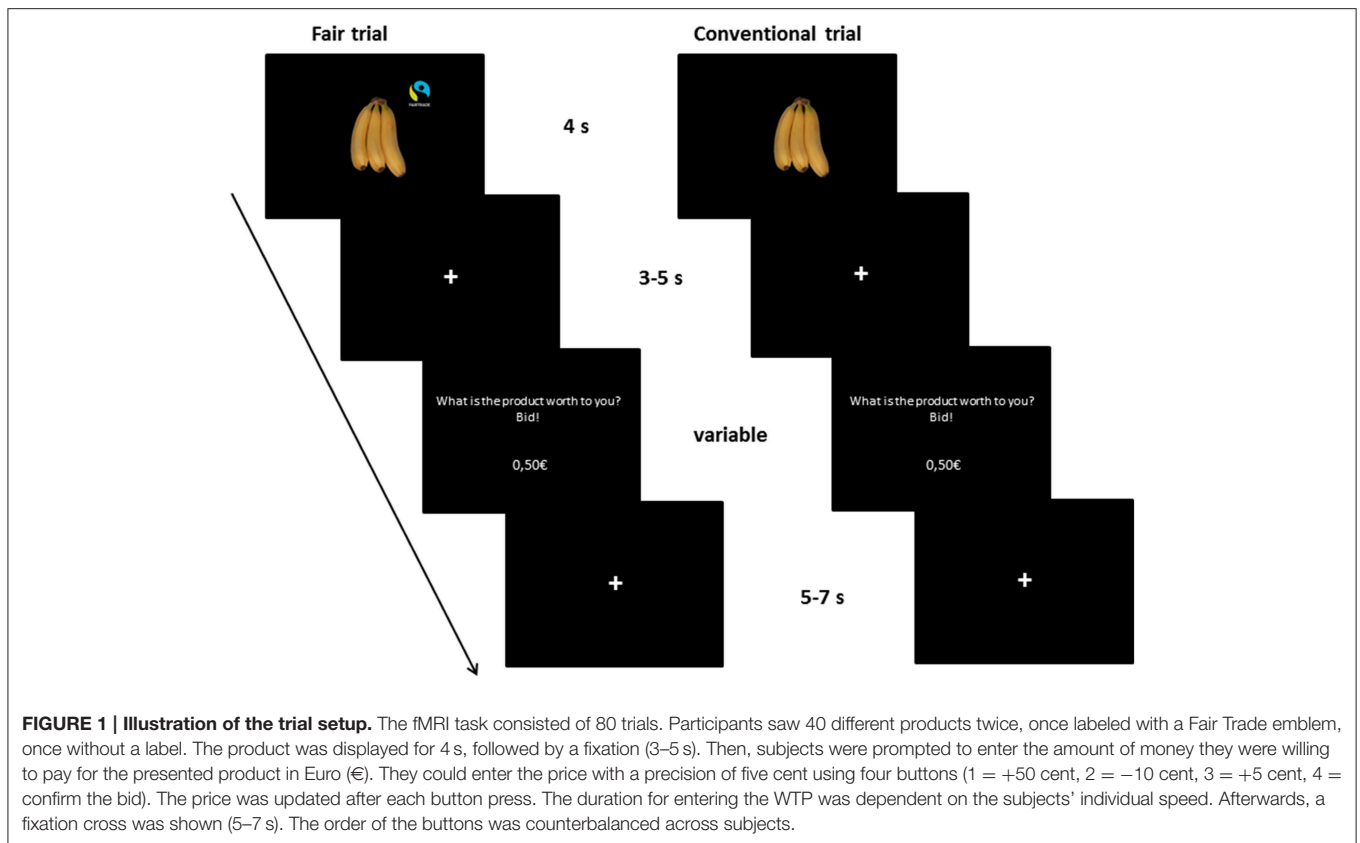 Fair trial
Conventional trial
FAIRTRADE
4 s
+
3-5 s
+
What is the product worth to you?
Bid!
0,50€
variable
What is the product worth to you?
Bid!
0,50€
+
5-7 s
+
FIGURE 1 | Illustration of the trial setup. The fMRI task consisted of 80 trials. Participants saw 40 different products twice, once labeled with a Fair Trade emblem,
once without a label. The product was displayed for 4 s, followed by a fixation (3–5 s). Then, subjects were prompted to enter the amount of money they were willing
to pay for the presented product in Euro (€). They could enter the price with a precision of five cent using four buttons (1 = +50 cent, 2 = −10 cent, 3 = +5 cent, 4 =
confirm the bid). The price was updated after each button press. The duration for entering the WTP was dependent on the subjects' individual speed. Afterwards, a
fixation cross was shown (5–7 s). The order of the buttons was counterbalanced across subjects.